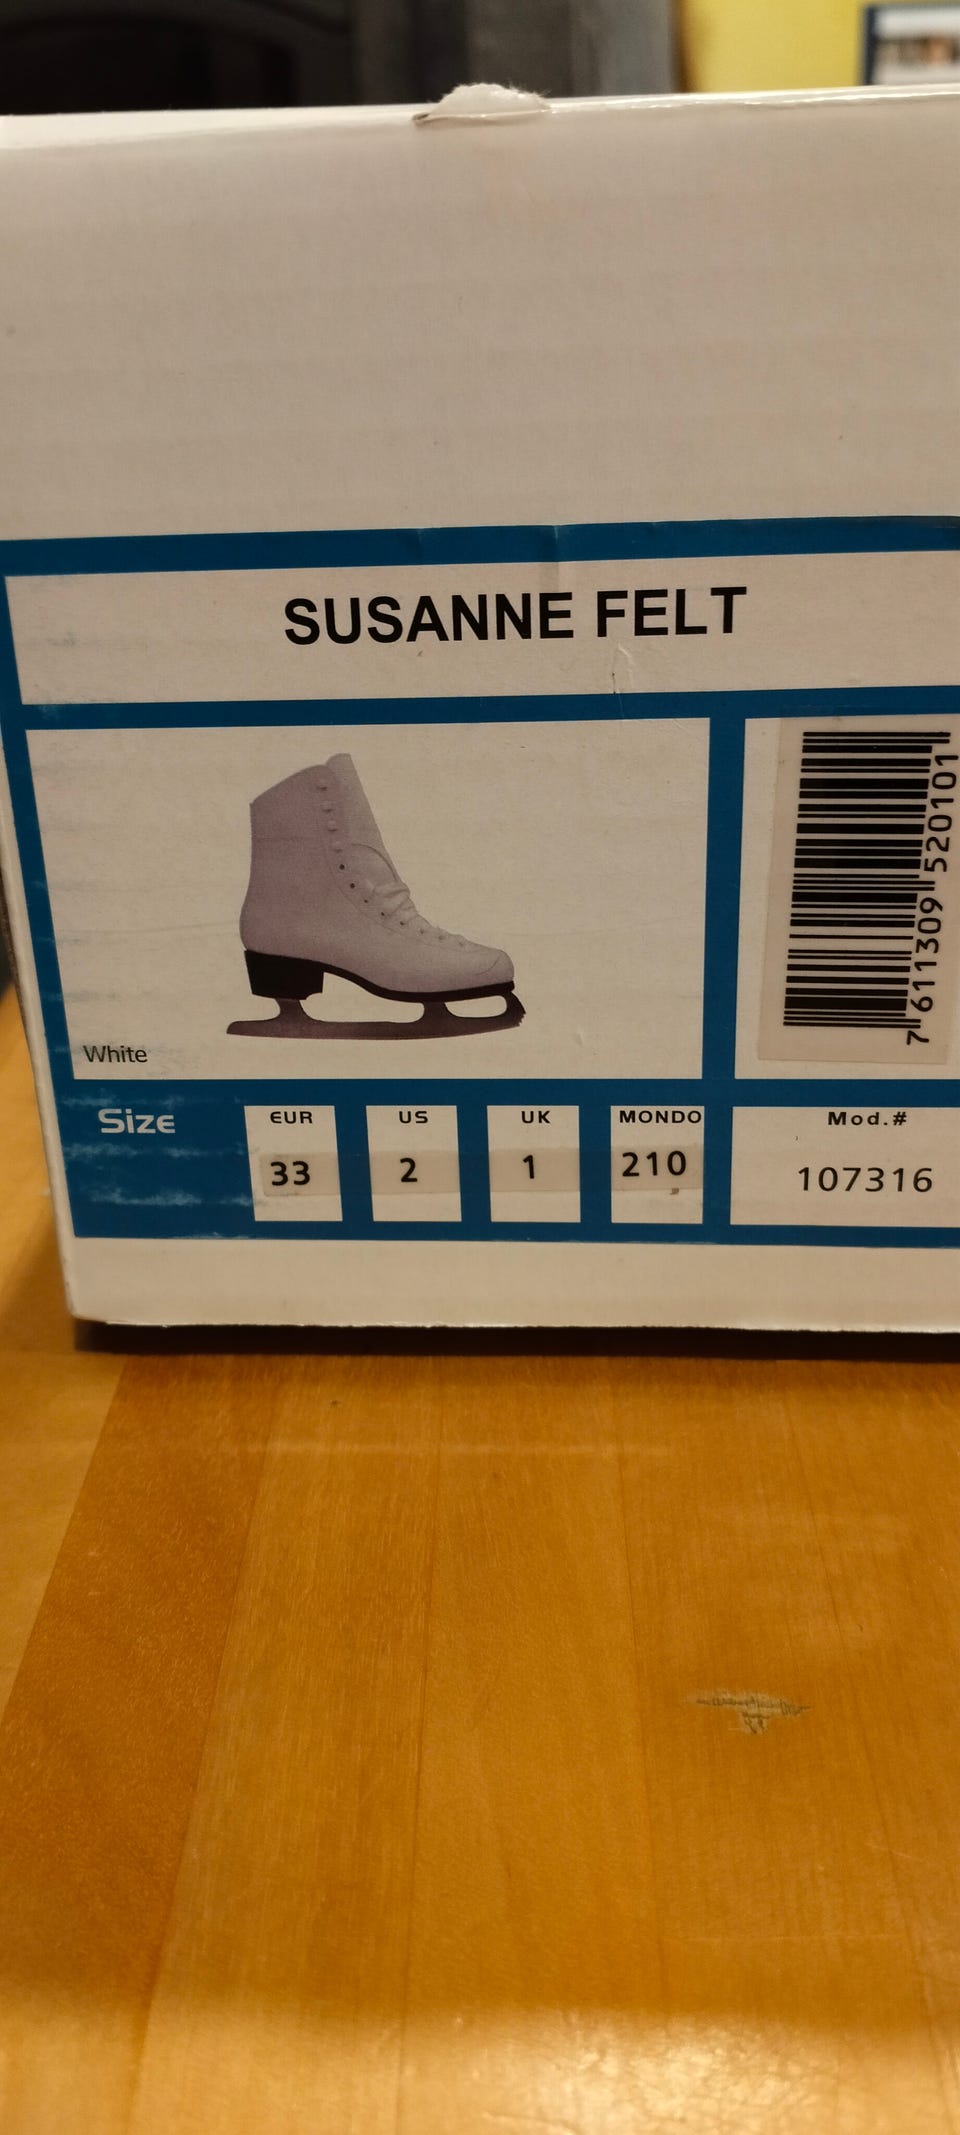 SUSANNE FELT
7 611309 520101
White
Size
EUR
US
UK
MONDO
Mod.#
33
2
1
210
107316